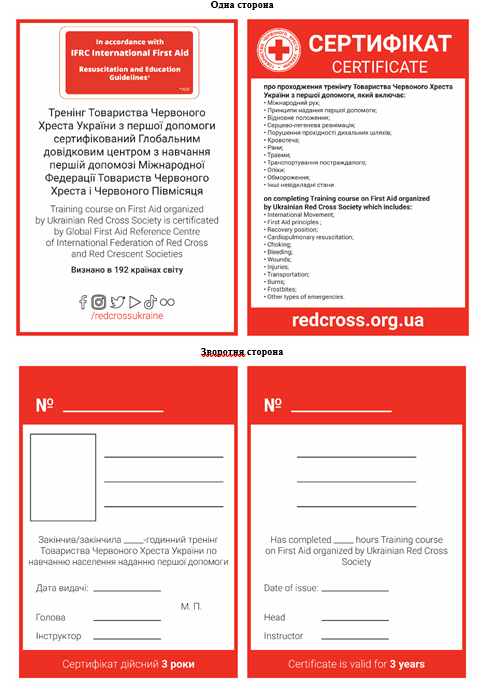 Одна сторона
In accordance with
IFRC International First Aid
Resuscitation and Education
Guidelines*
Тренінг Товариства Червоного
Хреста України з першої допомоги
сертифікований Глобальним
довідковим центром з навчання
першій допомозі Міжнародної
Федерації Товариств Червоного
Хреста і Червоного Півмісяця
Training course on First Aid organized
by Ukrainian Red Cross Society is certificated
by Global First Aid Reference Centre
of International Federation of Red Cross
and Red Crescent Societies
Визнано в 192 країнах світу
/redcrossukraine
СЕРТИФІКАТ
CERTIFICATE
про проходження тренінгу Товариства Червоного Хреста
України з першої допомоги, який включає:
• Міжнародний рух;
• Принципи надання першої допомоги;
• Відновне положення;
• Серцево-легенева реанімація;
• Порушення прохідності дихальних шляхів;
• Кровотеча;
• Рани;
• Травми;
• Транспортування постраждалого;
• Опіки;
• Обмороження;
• Інші невідкладні стани.
on completing Training course on First Aid organized
by Ukrainian Red Cross Society which includes:
• International Movement;
• First Aid principles ;
• Recovery position;
• Cardiopulmonary resuscitation;
• Choking;
• Bleeding;
• Wounds;
• Injuries;
• Transportation;
• Burns;
• Frostbites;
• Other types of emergencies.
redcross.org.ua
Зворотня сторона
№ ____
Закінчив/закінчила ____-годинний тренінг
Товариства Червоного Хреста України по
навчанню населення наданню першої допомоги
Дата видачі: ____
М. П.
Голова ____
Інструктор ____
Сертифікат дійсний 3 роки
№ ____
Has completed ____ hours Training course
on First Aid organized by Ukrainian Red Cross
Society
Date of issue: ____
Head ____
Instructor ____
Certificate is valid for 3 years